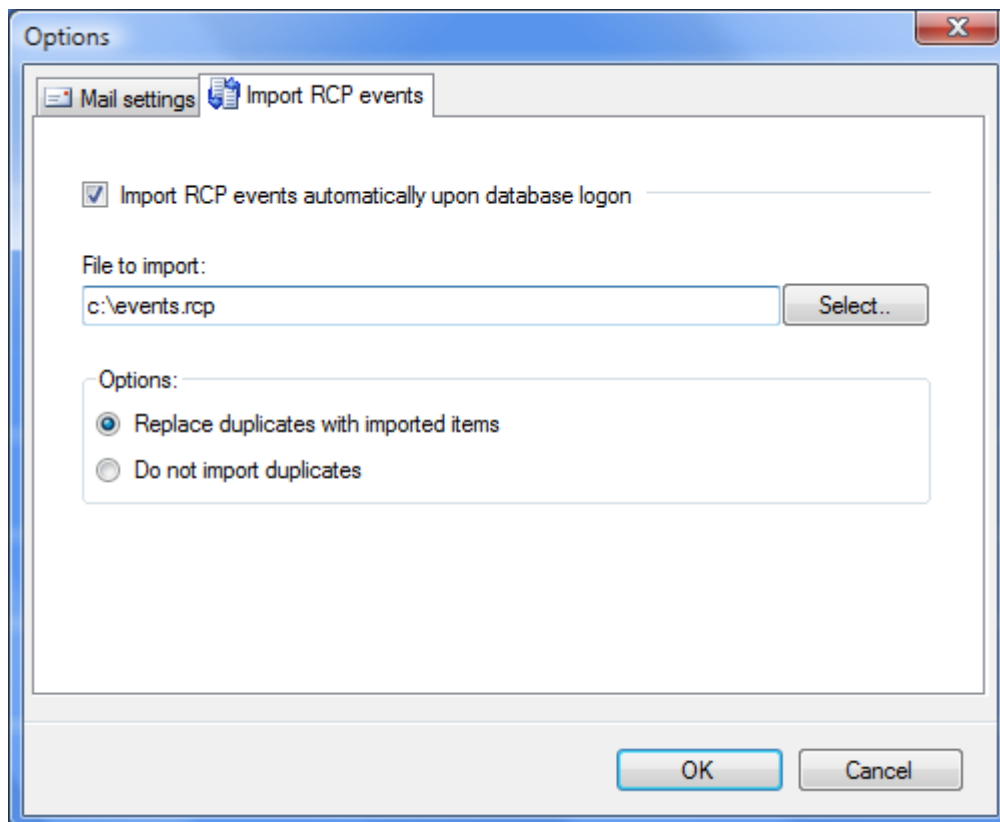 Options
Mail settings
Import RCP events
Import RCP events automatically upon database logon
File to import:
c:\events.rcp
Select..
Options:
Replace duplicates with imported items
Do not import duplicates
OK
Cancel